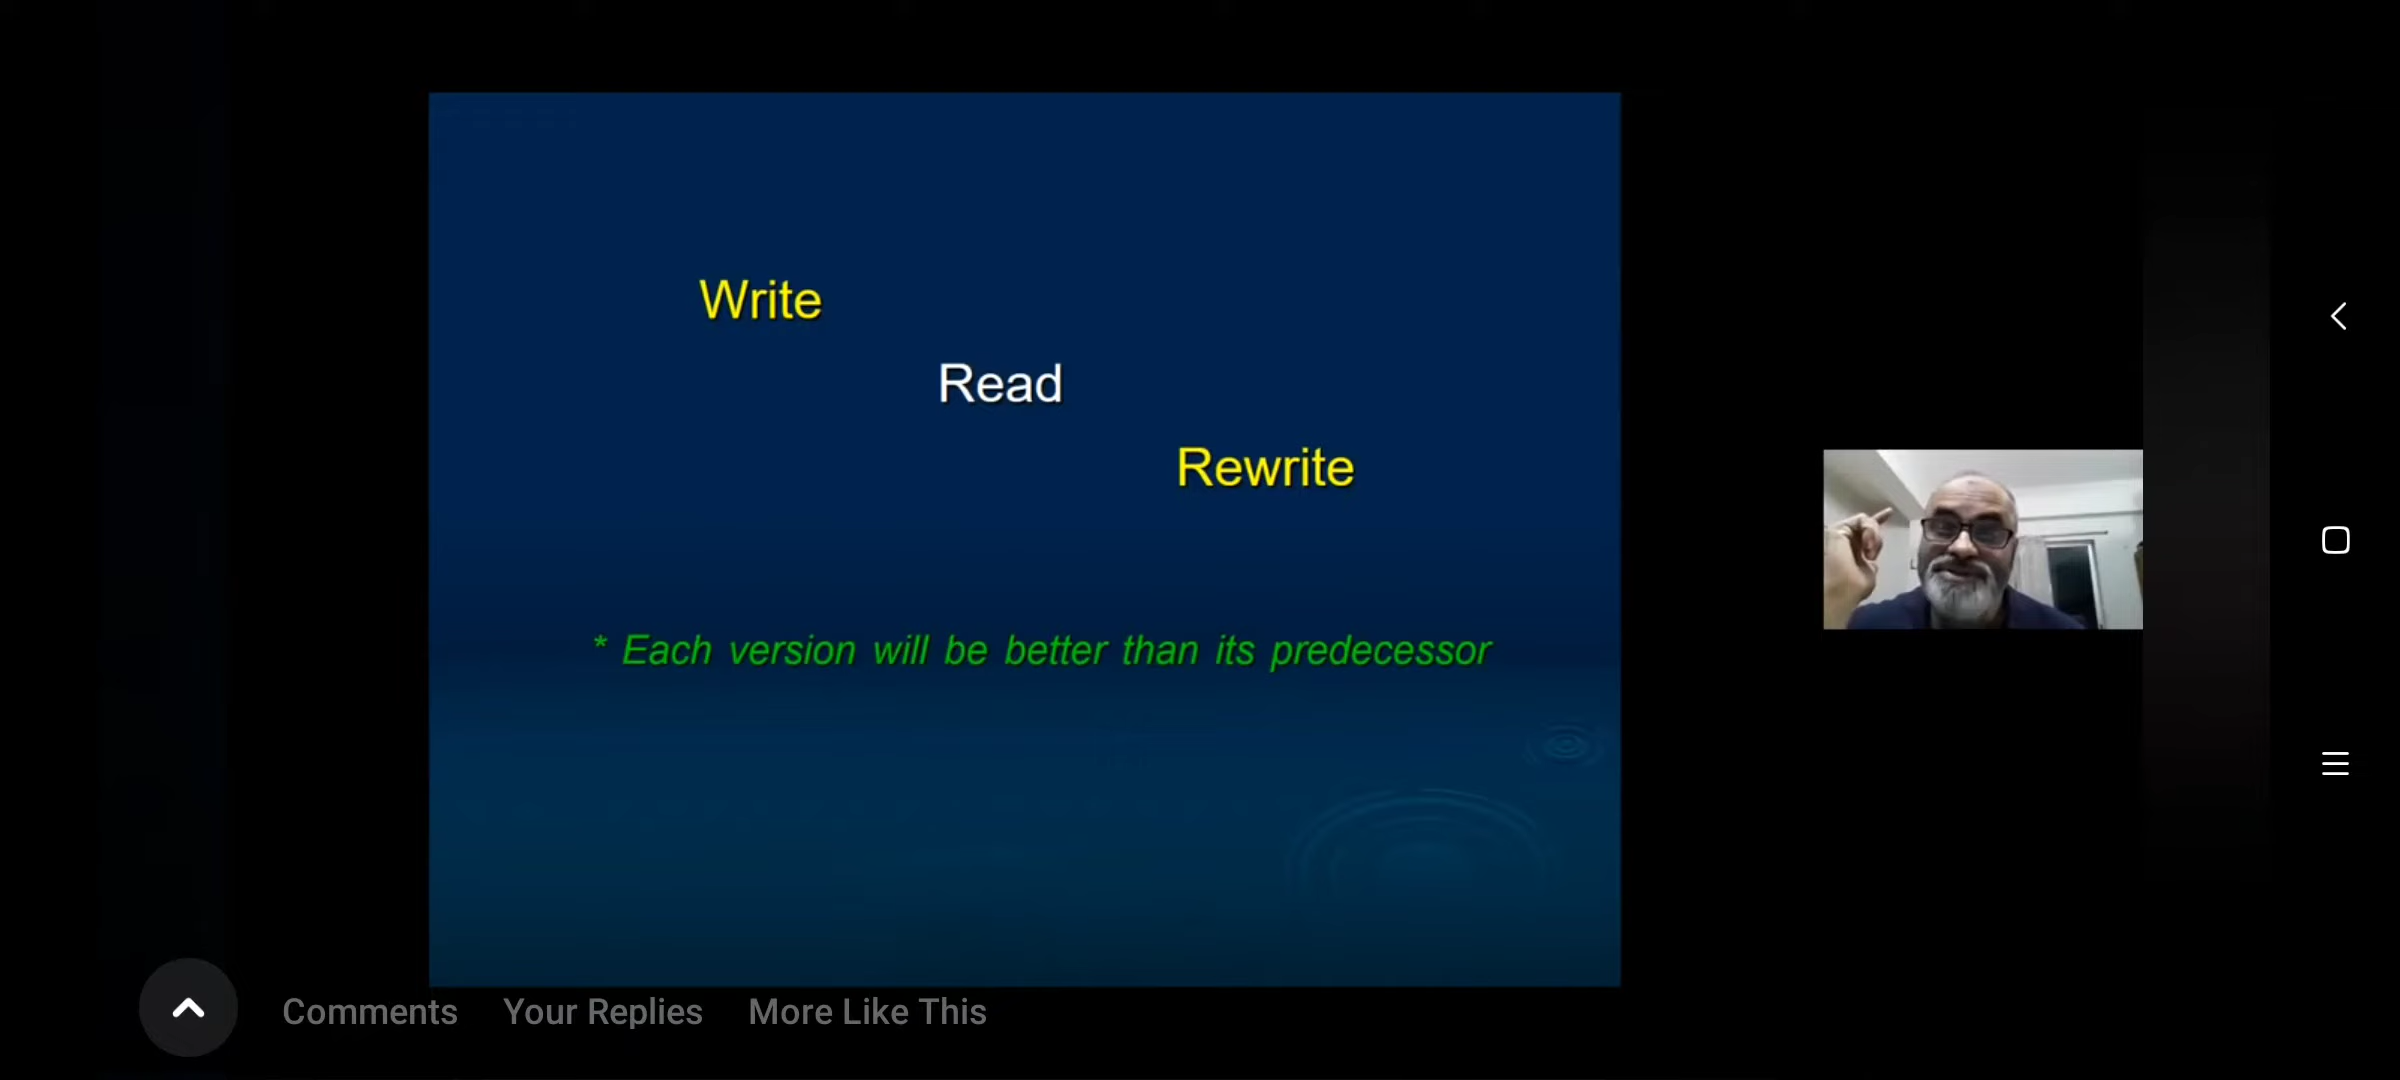 Write
Read
Rewrite
* Each version will be better than its predecessor
Comments Your Replies More Like This